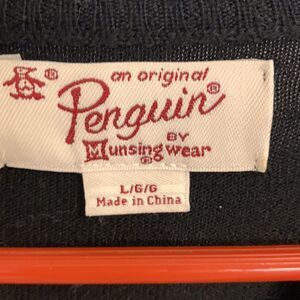 an original
Penguin®
BY
Munsingwear
®
L/G/G
Made in China